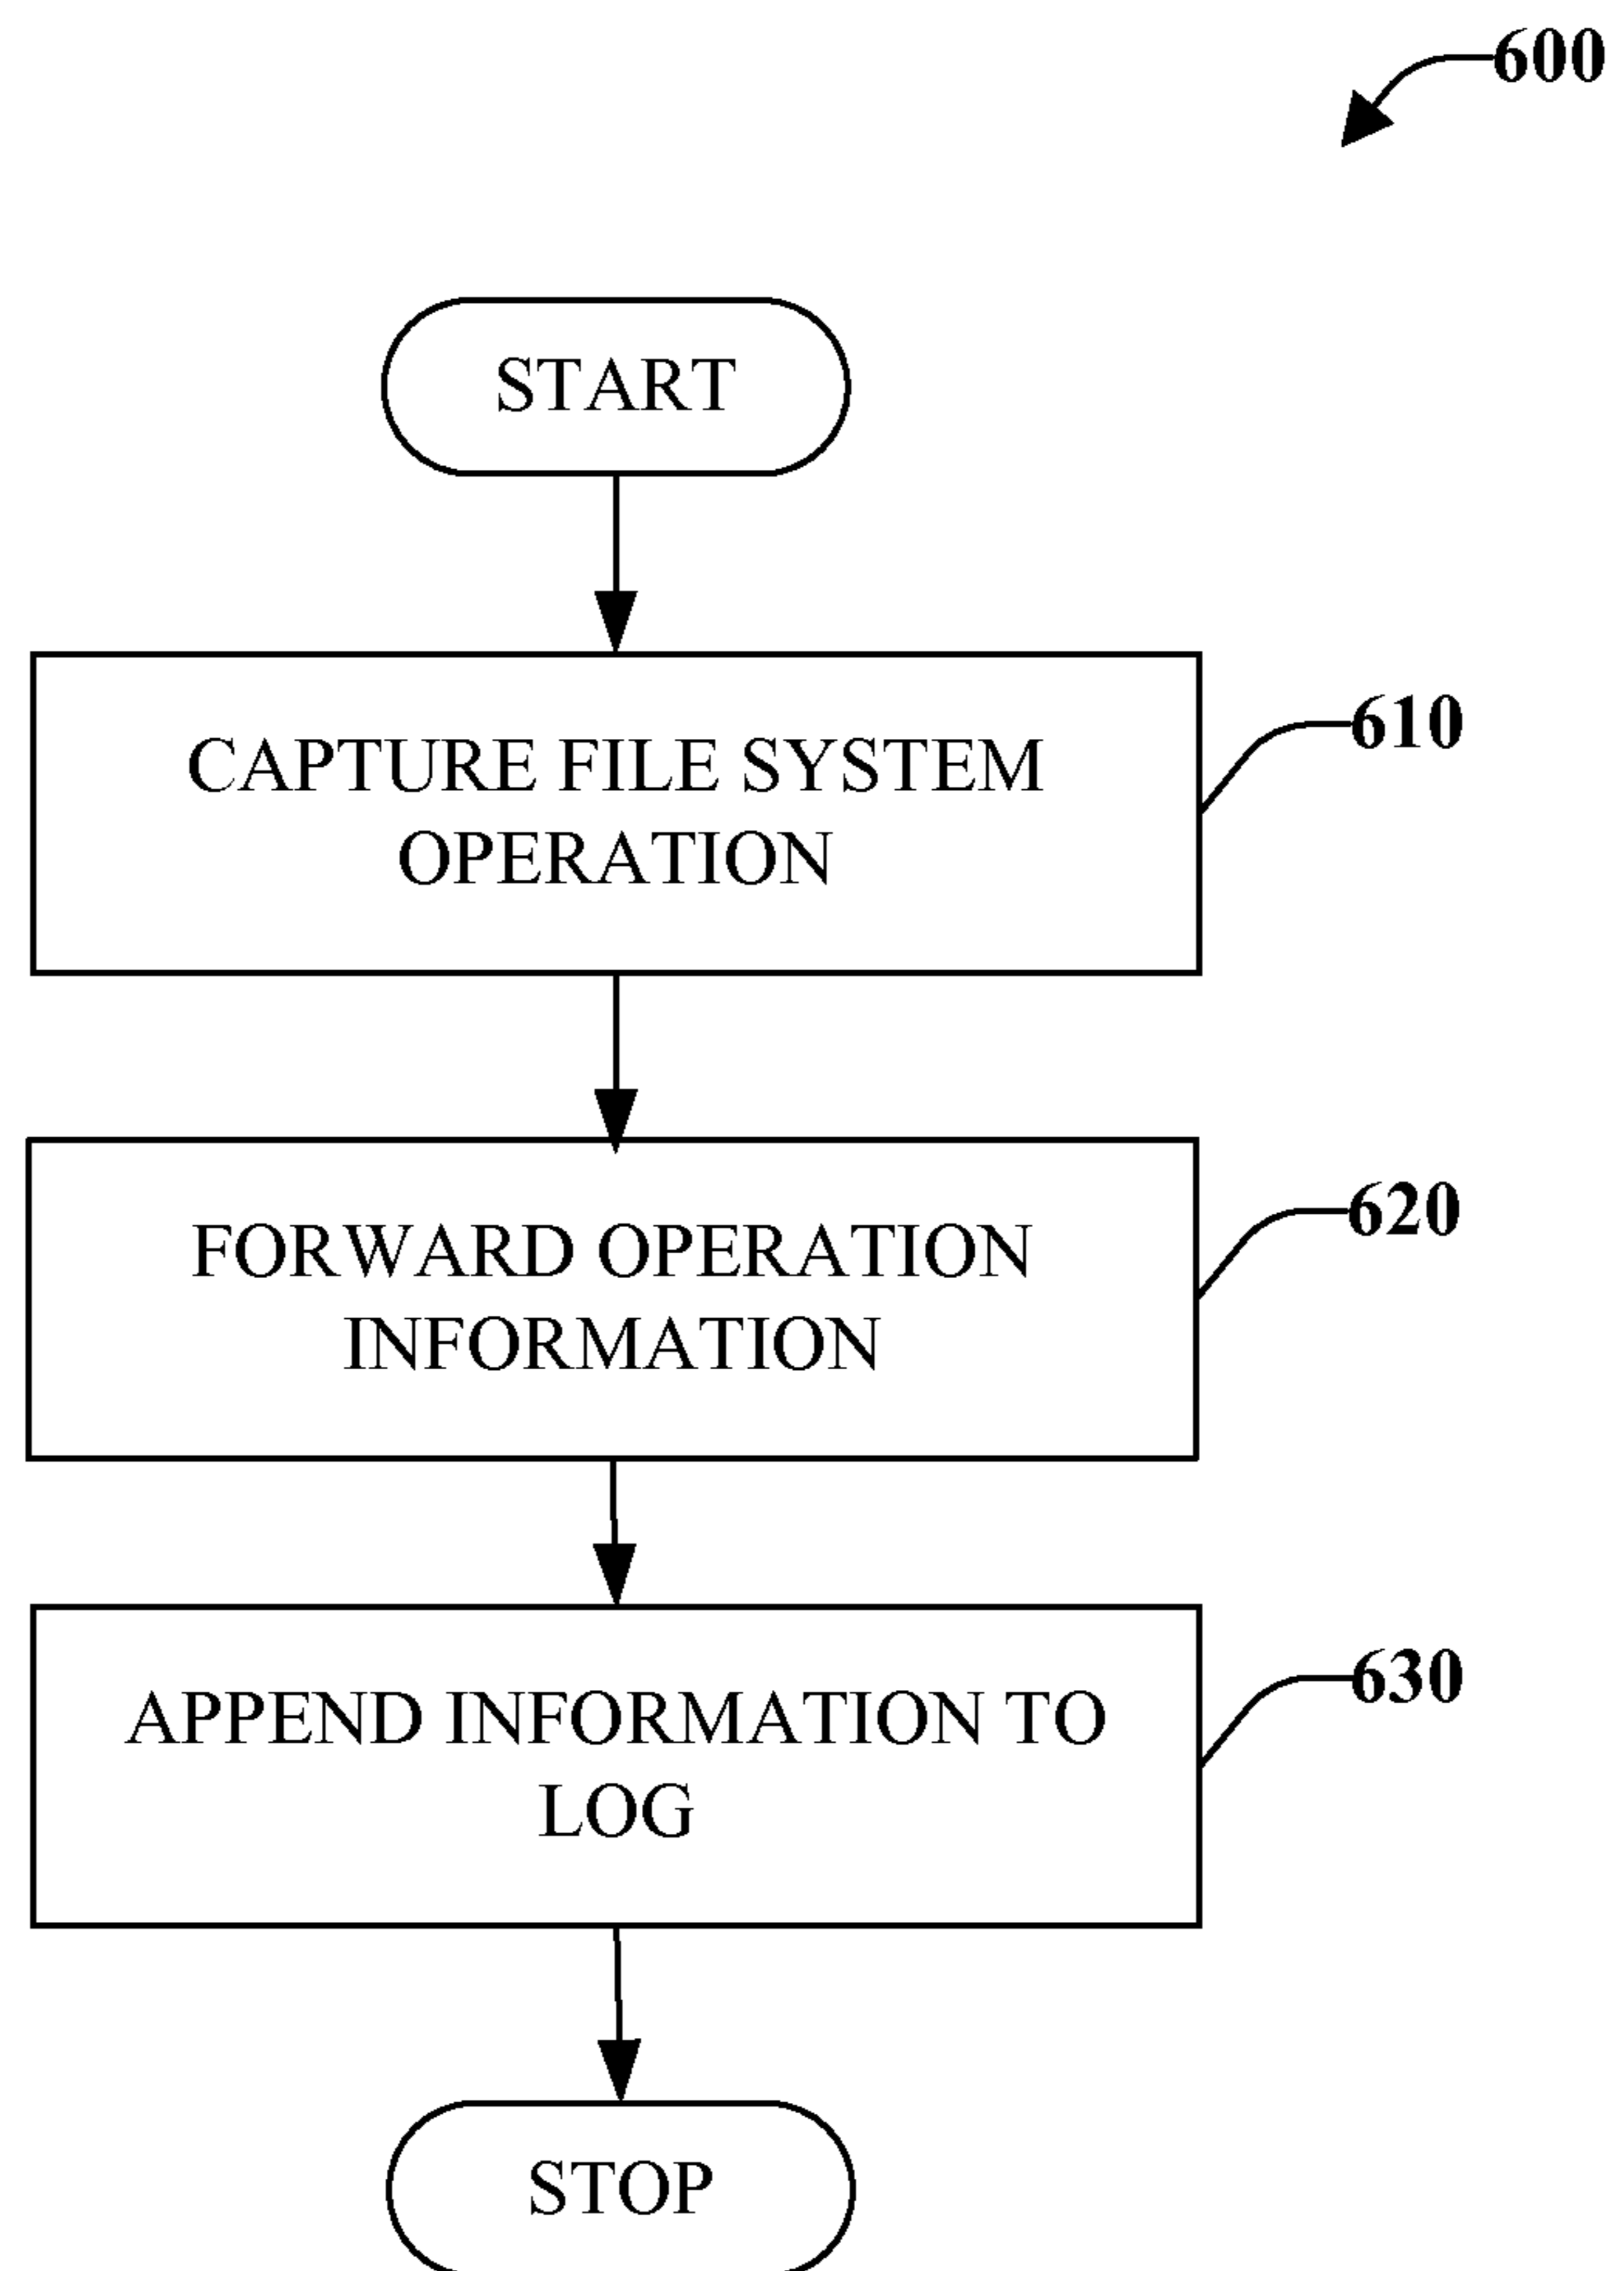 600
START
CAPTURE FILE SYSTEM
OPERATION
610
FORWARD OPERATION
INFORMATION
620
APPEND INFORMATION TO
LOG
630
STOP